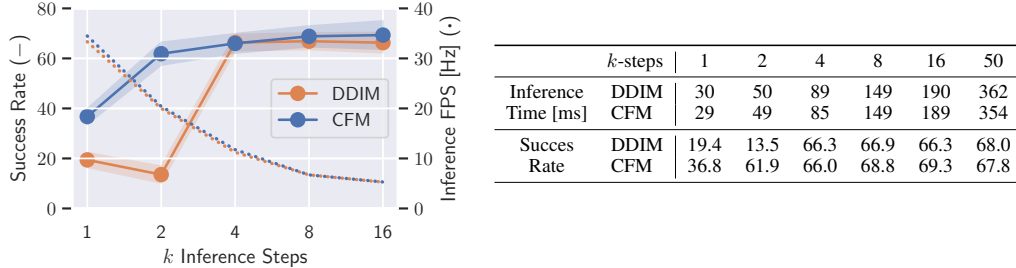 80
60
40
20
0
Success Rate (−)
40
30
20
10
0
Inference FPS [Hz] (•)
DDIM
CFM
1 2 4 8 16
k Inference Steps
k-steps 1 2 4 8 16 50
Inference DDIM 30 50 89 149 190 362
Time [ms] CFM 29 49 85 149 189 354
Succes DDIM 19.4 13.5 66.3 66.9 66.3 68.0
Rate CFM 36.8 61.9 66.0 68.8 69.3 67.8